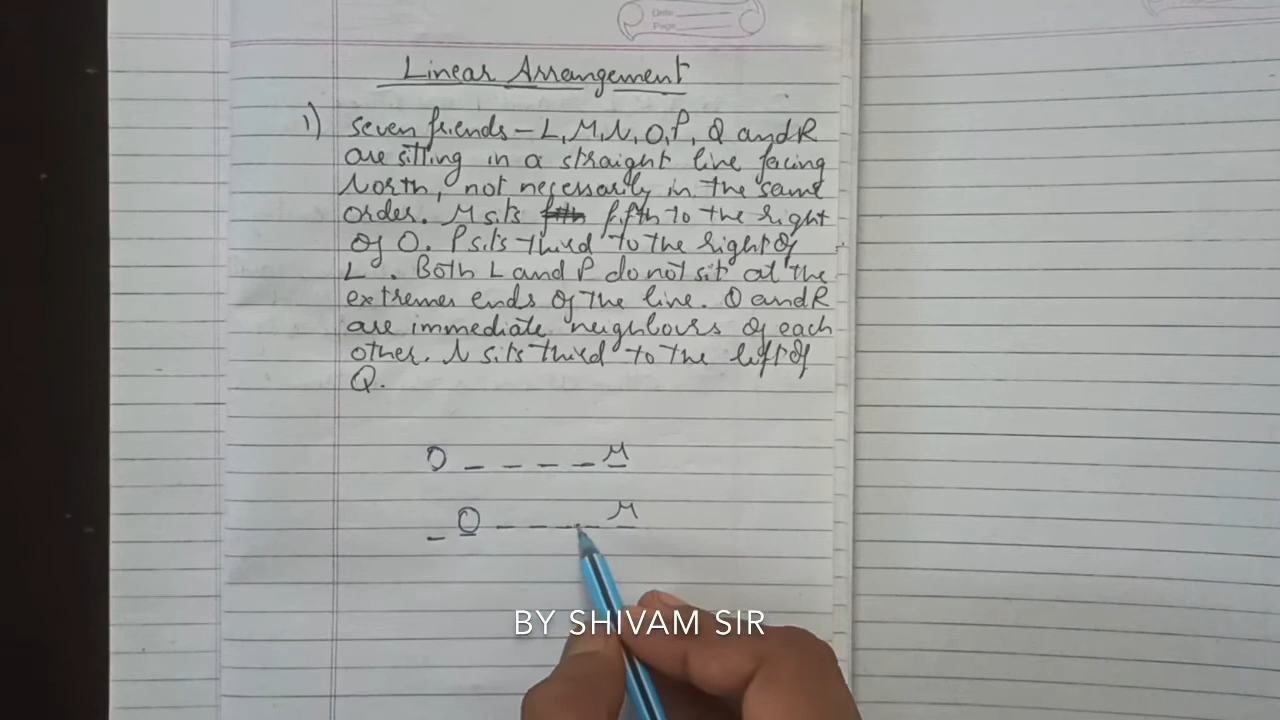 Date
Page
Linear Arrangement
1) Seven friends - L, M, N, O, P, Q and R
are sitting in a straight line facing
North, not necessarily in the same
order. M sits fifth to the right
of O. P sits third to the right of
L. Both L and P do not sit at the
extremes ends of the line. Q and R
are immediate neighbours of each
other. N sits third to the left of
Q.
O _ _ _ _ M
_ O _ _ _ _ M
BY SHIVAM SIR